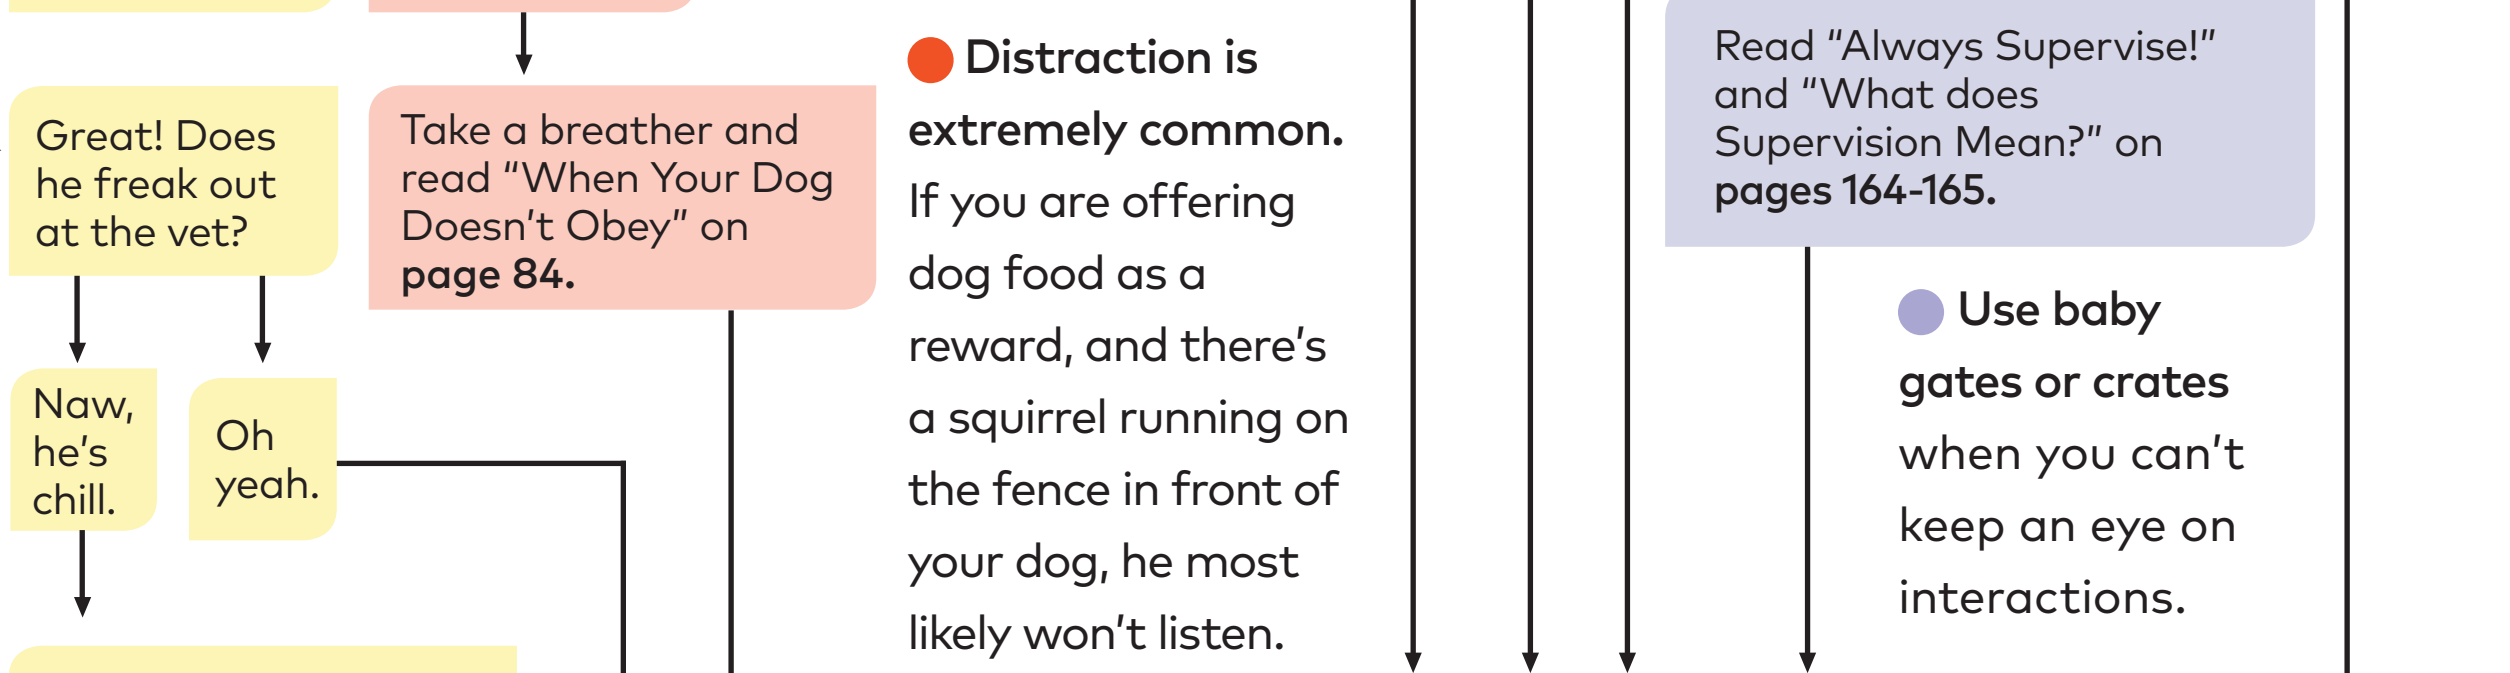 Great! Does
he freak out
at the vet?
Naw,
he's
chill.
Oh
yeah.
Take a breather and
read “When Your Dog
Doesn't Obey” on
page 84.
Distraction is
extremely common.
If you are offering
dog food as a
reward, and there's
a squirrel running on
the fence in front of
your dog, he most
likely won't listen.
Read “Always Supervise!”
and “What does
Supervision Mean?” on
pages 164-165.
Use baby
gates or crates
when you can't
keep an eye on
interactions.